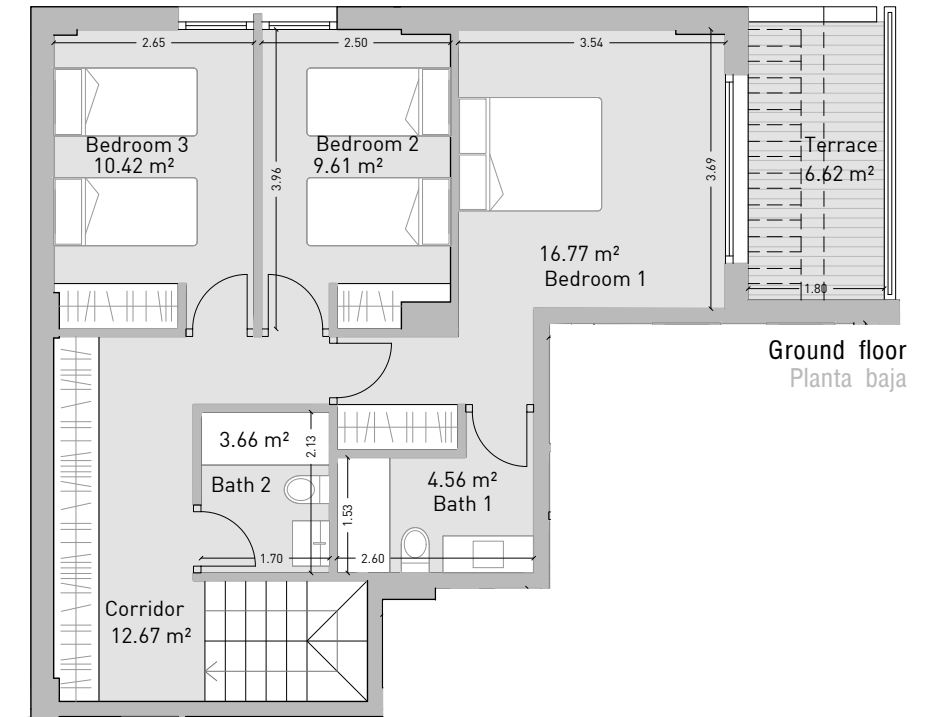 2.65
2.50
3.54
Bedroom 3
10.42 m²
Bedroom 2
9.61 m²
3.96
3.69
Terrace
6.62 m²
16.77 m²
Bedroom 1
1.80
Ground floor
Planta baja
3.66 m²
2.13
Bath 2
4.56 m²
Bath 1
1.53
1.70
2.60
Corridor
12.67 m²